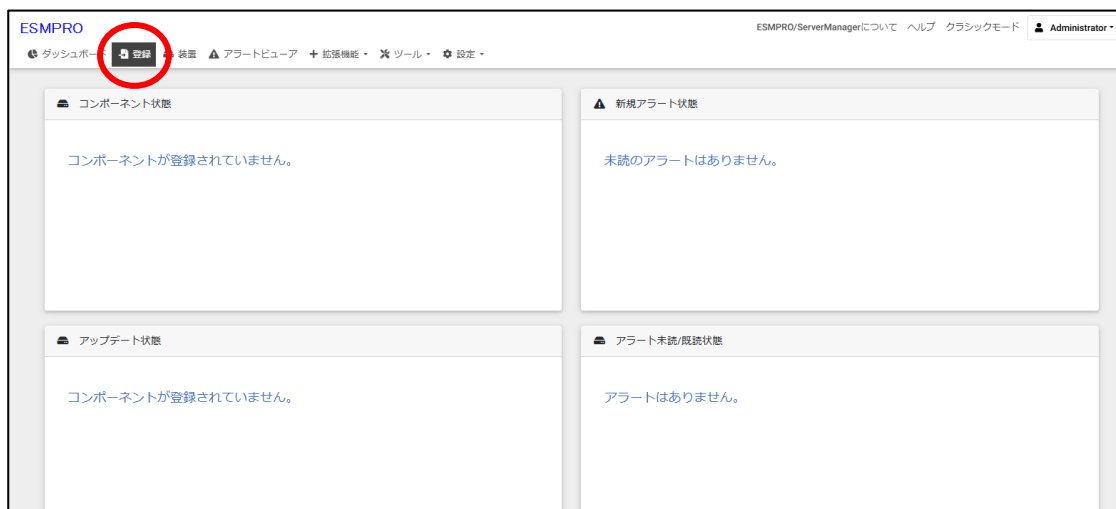 ESMPRO
ESMPRO/ServerManagerについて ヘルプ クラシックモード Administrator
ダッシュボード 登録 装置 アラートビューア 拡張機能 ツール 設定
コンポーネント状態
コンポーネントが登録されていません。
新規アラート状態
未読のアラートはありません。
アップデート状態
コンポーネントが登録されていません。
アラート未読/既読状態
アラートはありません。